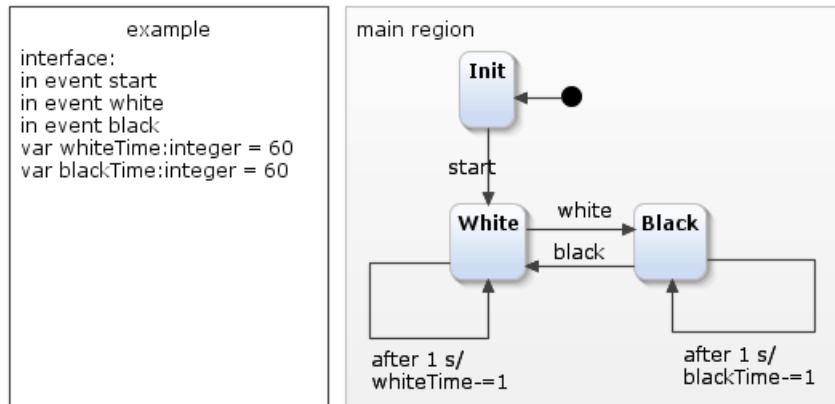 example
interface:
in event start
in event white
in event black
var whiteTime:integer = 60
var blackTime:integer = 60
main region
Init
start
White
white
Black
black
after 1 s/
whiteTime-=1
after 1 s/
blackTime-=1